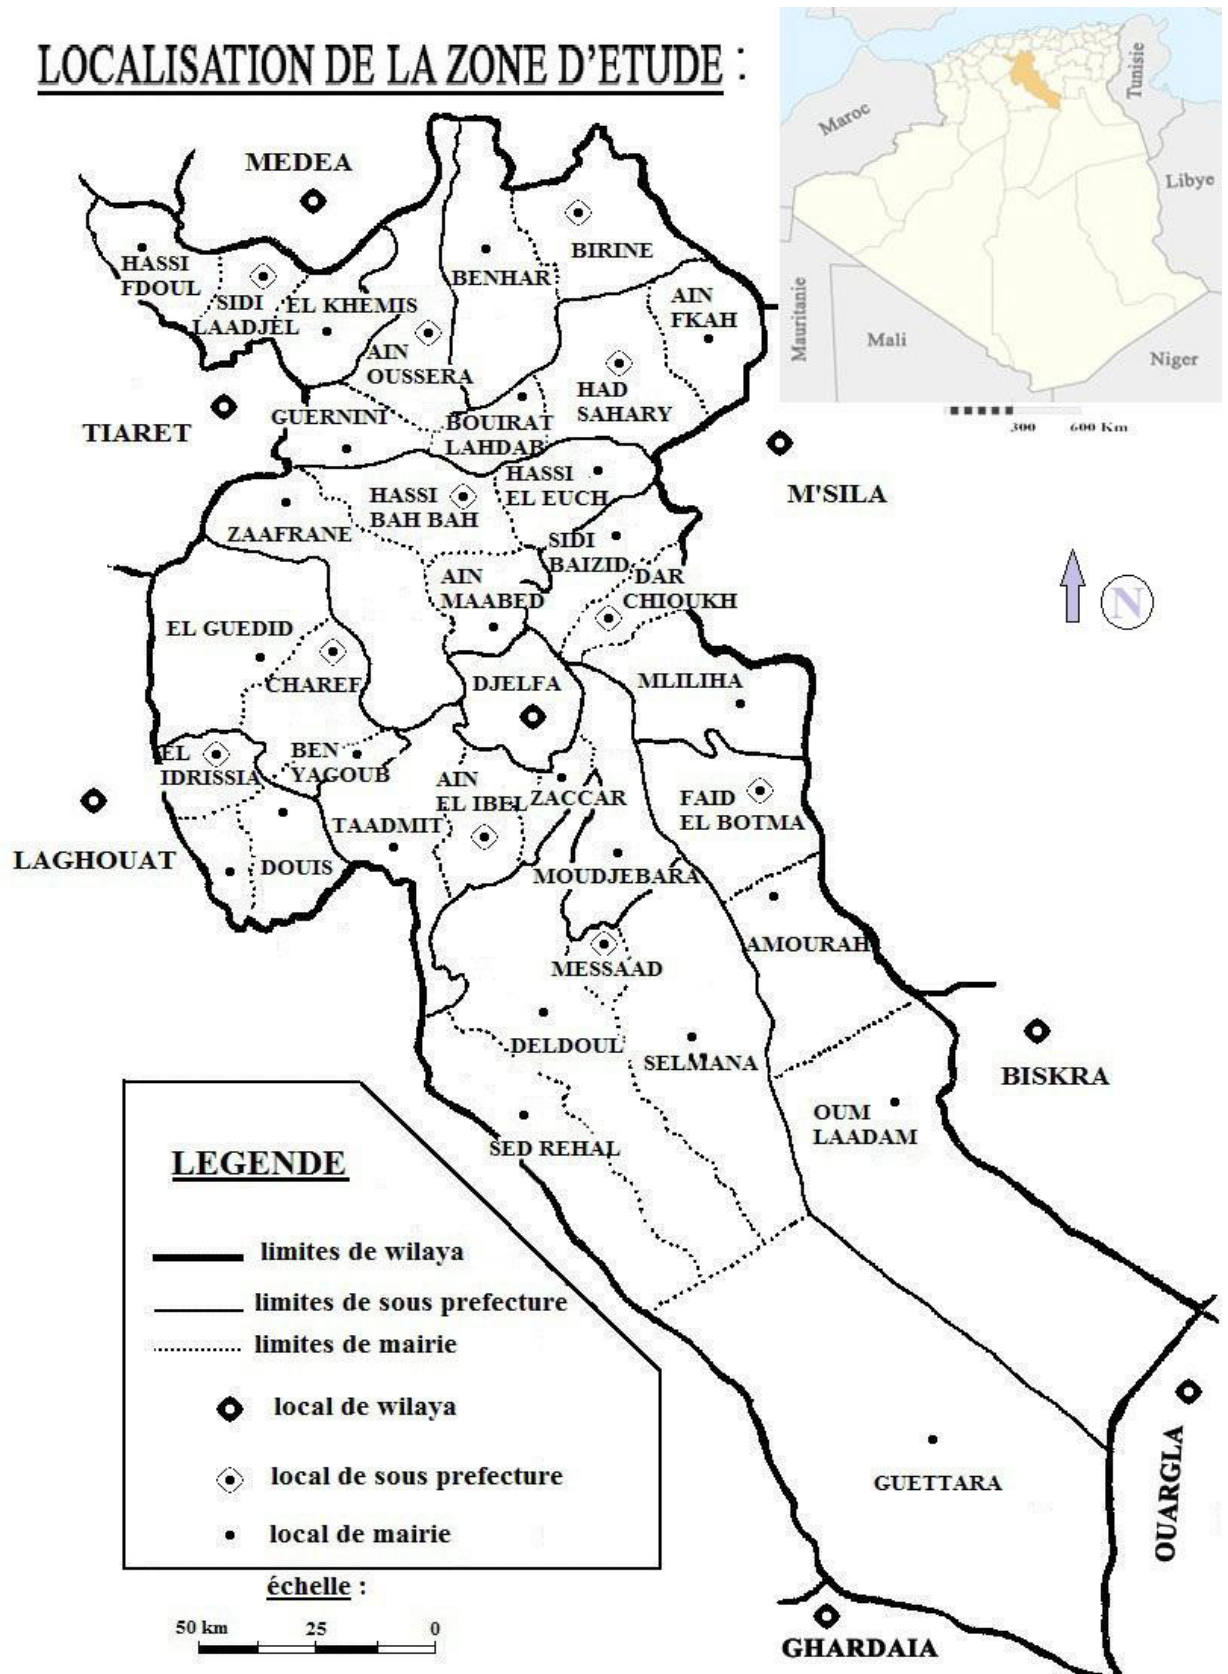 LOCALISATION DE LA ZONE D'ETUDE :
Maroc
Tunisie
Libye
Mauritanie
Mali
Niger
300 600 Km
MEDEA
HASSI
FDOUL
SIDI
LAADJEL
EL KHEMIS
BENHAR
BIRINE
AIN
FKAH
AIN
OUSSERA
HAD
SAHARY
TIARET
GUERNINI
BOUIRAT
LAHDAB
M'SILA
HASSI
EL EUCH
HASSI
BAH BAH
ZAAFRANE
SIDI
BAIZID
AIN
MAABED
DAR
CHIOUKH
N
EL GUEDID
CHAREF
DJELFA
MLILIHA
EL
IDRISSIA
BEN
YAGOUB
AIN
EL IBEL
ZACCAR
FAID
EL BOTMA
TAADMIT
LAGHOUAT
DOUIS
MOUDJEBARA
AMOURAH
MESSAAD
DELDOUL
SELMANA
BISKRA
OUM
LAADAM
SED REHAL
GUETTARA
OUARGLA
GHARDAIA
LEGENDE
limites de wilaya
limites de sous prefecture
limites de mairie
local de wilaya
local de sous prefecture
local de mairie
échelle :
50 km 25 0